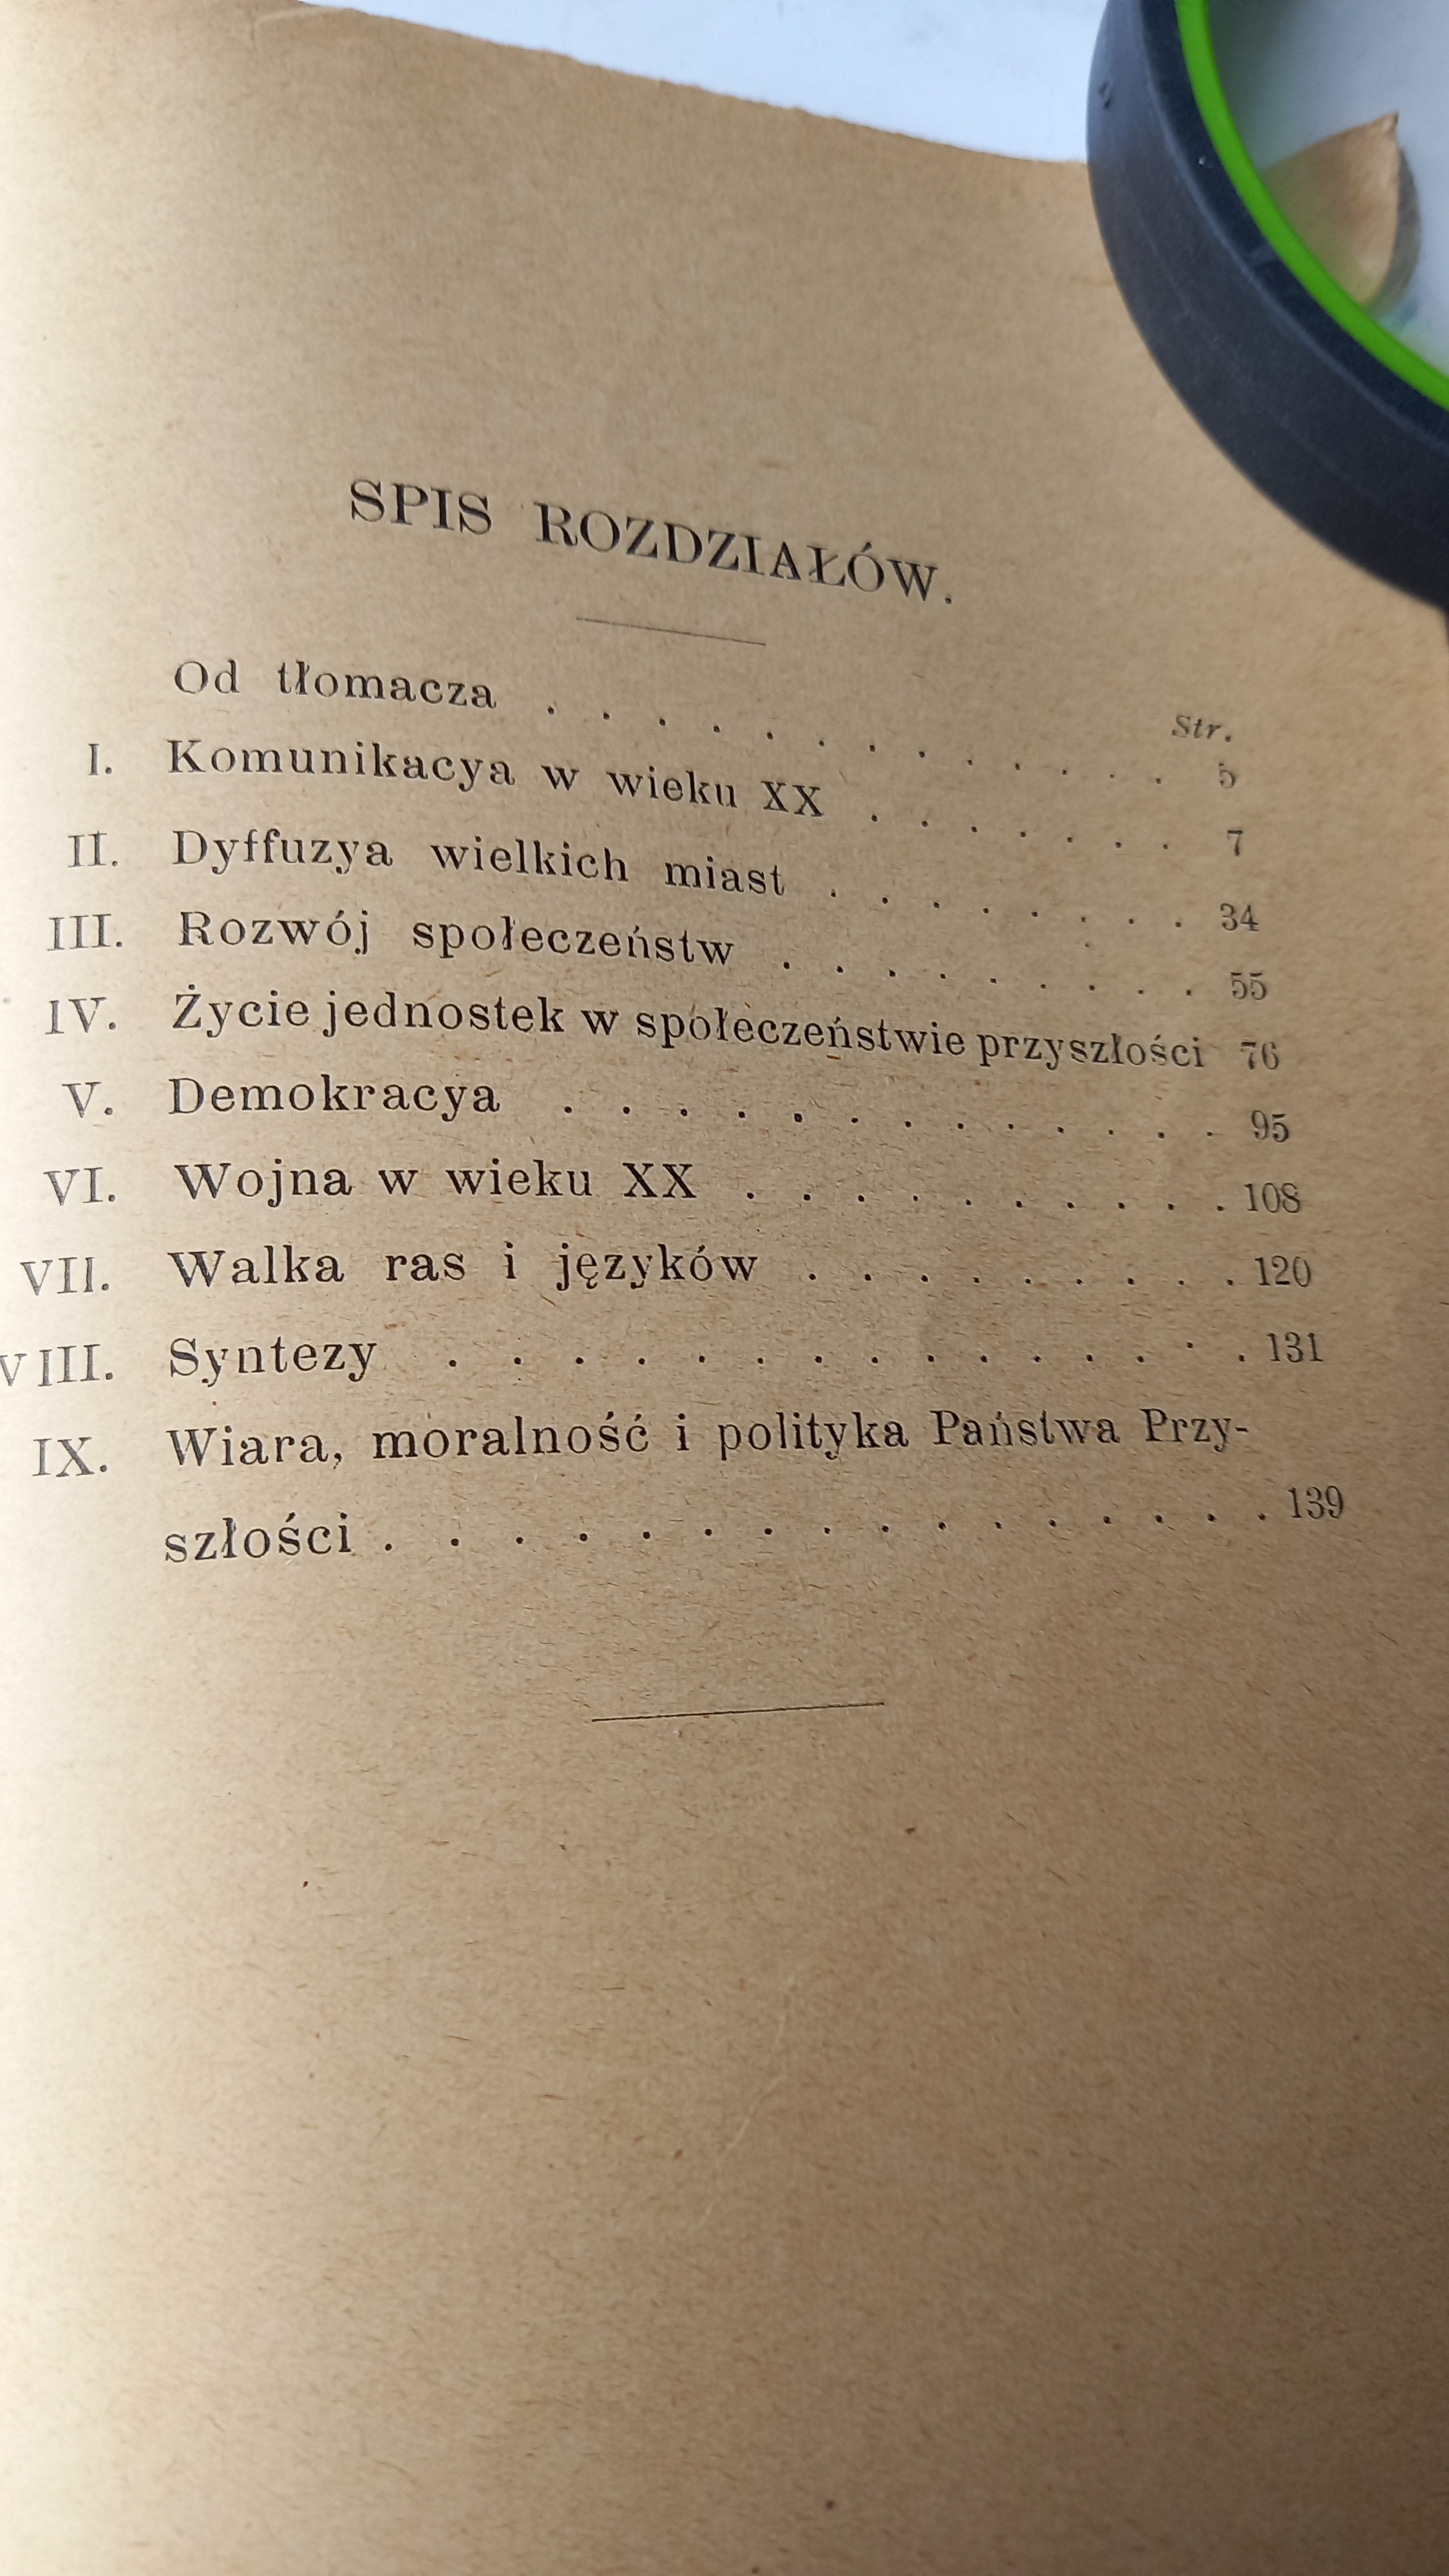 SPIS ROZDZIAŁÓW.
Str.
Od tłomacza . . . . . . . . . . . . 5
I. Komunikacya w wieku XX . . . . . . . 7
II. Dyffuzya wielkich miast . . . . . . . . 34
III. Rozwój społeczeństw . . . . . . . . . 55
IV. Życie jednostek w społeczeństwie przyszłości 76
V. Demokracya . . . . . . . . . . . . . 95
VI. Wojna w wieku XX . . . . . . . . . . 108
VII. Walka ras i języków . . . . . . . . . 120
VIII. Syntezy . . . . . . . . . . . . . . . 131
IX. Wiara, moralność i polityka Państwa Przy-
szłości . . . . . . . . . . . . . . . . 139